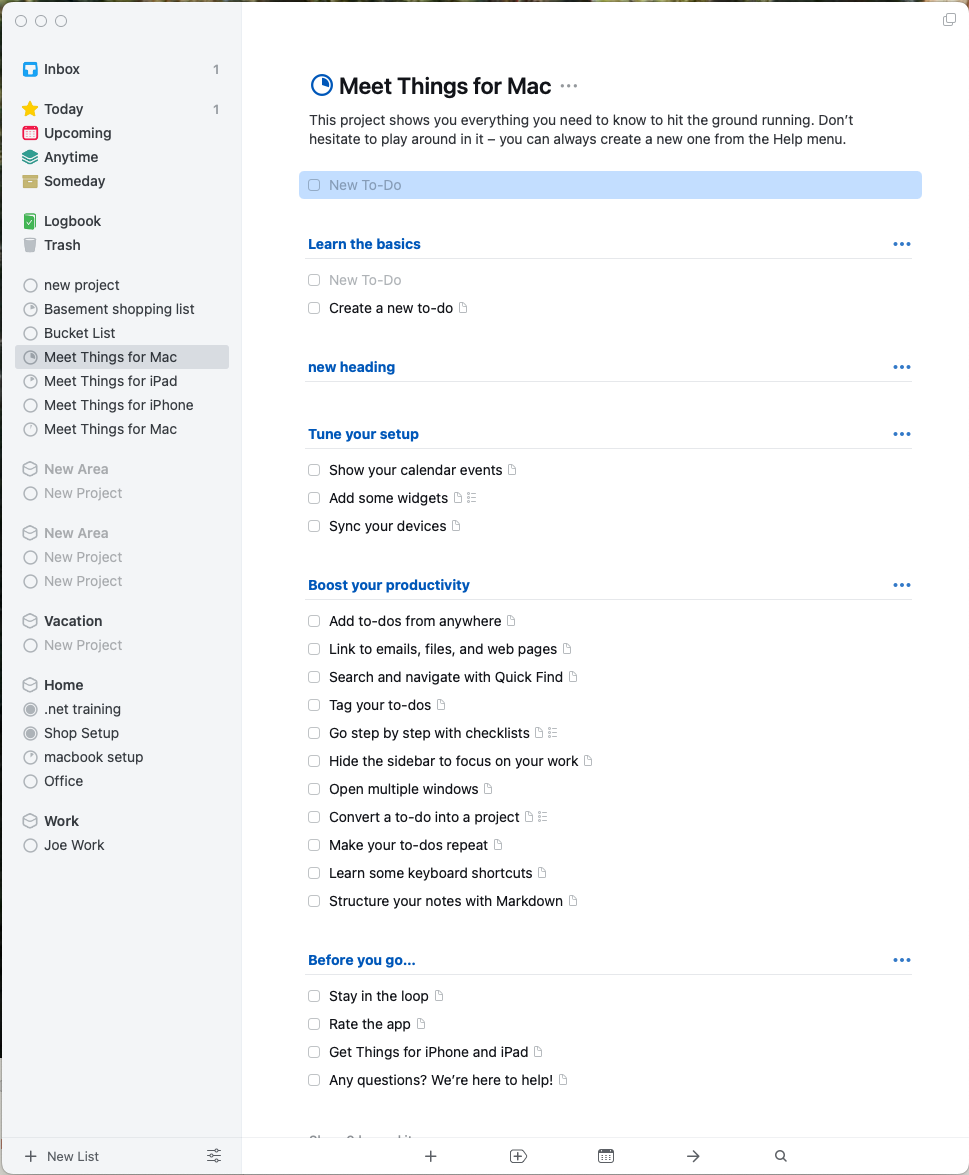 Inbox 1
Today 1
Upcoming
Anytime
Someday
Logbook
Trash
new project
Basement shopping list
Bucket List
Meet Things for Mac
Meet Things for iPad
Meet Things for iPhone
Meet Things for Mac
New Area
New Project
New Area
New Project
New Project
Vacation
New Project
Home
.net training
Shop Setup
macbook setup
Office
Work
Joe Work
New List
Meet Things for Mac
This project shows you everything you need to know to hit the ground running. Don’t
hesitate to play around in it – you can always create a new one from the Help menu.
New To-Do
Learn the basics
New To-Do
Create a new to-do
new heading
Tune your setup
Show your calendar events
Add some widgets
Sync your devices
Boost your productivity
Add to-dos from anywhere
Link to emails, files, and web pages
Search and navigate with Quick Find
Tag your to-dos
Go step by step with checklists
Hide the sidebar to focus on your work
Open multiple windows
Convert a to-do into a project
Make your to-dos repeat
Learn some keyboard shortcuts
Structure your notes with Markdown
Before you go...
Stay in the loop
Rate the app
Get Things for iPhone and iPad
Any questions? We’re here to help!